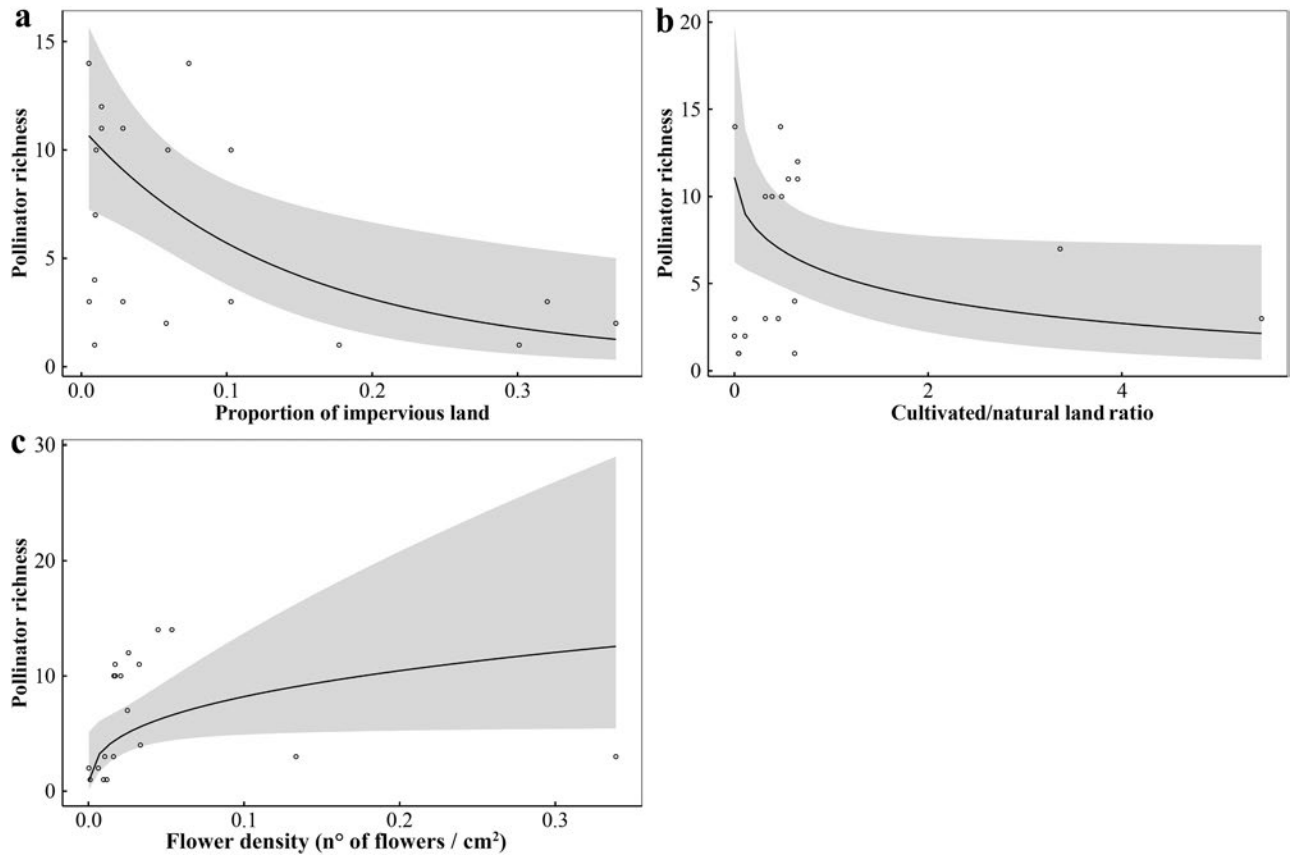 a
15
10
5
0
Pollinator richness
0.0 0.1 0.2 0.3
Proportion of impervious land
b
20
15
10
5
0
Pollinator richness
0 2 4
Cultivated/natural land ratio
c
30
20
10
0
Pollinator richness
0.0 0.1 0.2 0.3
Flower density (n° of flowers / cm²)